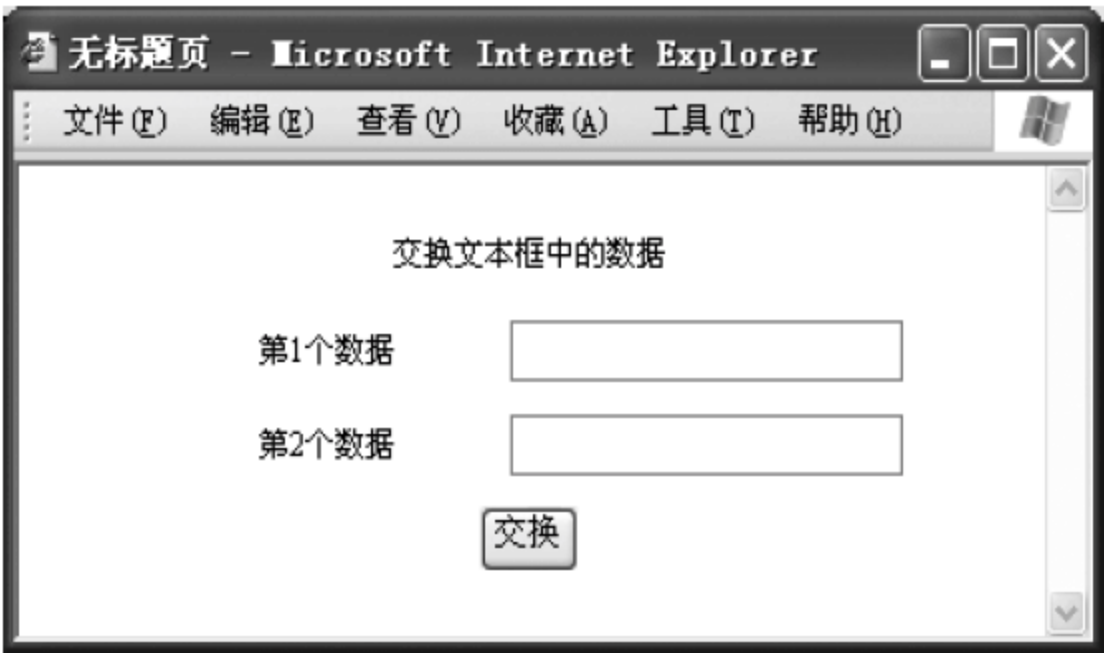 无标题页 - Microsoft Internet Explorer
文件(F) 编辑(E) 查看(V) 收藏(A) 工具(T) 帮助(H)
交换文本框中的数据
第1个数据
第2个数据
交换